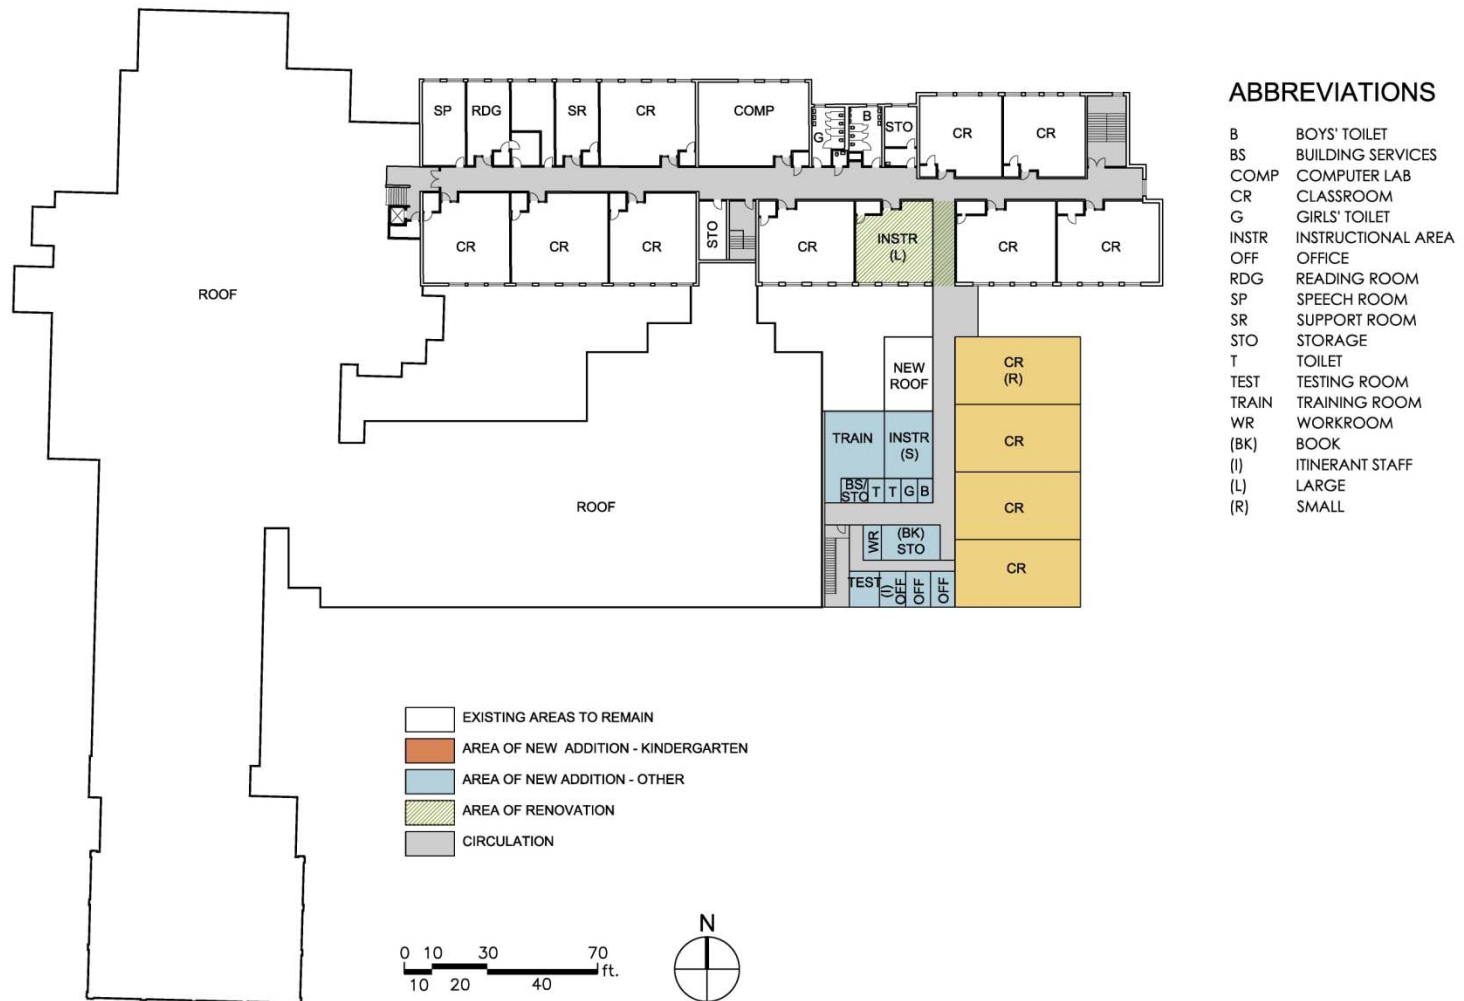 SP
RDG
SR
CR
COMP
G
B
STO
CR
CR
CR
CR
CR
STO
CR
INSTR
(L)
CR
CR
ROOF
NEW
ROOF
CR
(R)
TRAIN
INSTR
(S)
CR
BS/
STO
T
T
G
B
ROOF
CR
WR
(BK)
STO
TEST
(I)
OFF
OFF
OFF
CR
ABBREVIATIONS
B BOYS' TOILET
BS BUILDING SERVICES
COMP COMPUTER LAB
CR CLASSROOM
G GIRLS' TOILET
INSTR INSTRUCTIONAL AREA
OFF OFFICE
RDG READING ROOM
SP SPEECH ROOM
SR SUPPORT ROOM
STO STORAGE
T TOILET
TEST TESTING ROOM
TRAIN TRAINING ROOM
WR WORKROOM
(BK) BOOK
(I) ITINERANT STAFF
(L) LARGE
(R) SMALL
EXISTING AREAS TO REMAIN
AREA OF NEW ADDITION - KINDERGARTEN
AREA OF NEW ADDITION - OTHER
AREA OF RENOVATION
CIRCULATION
0 10 30 70
ft.
10 20 40
N